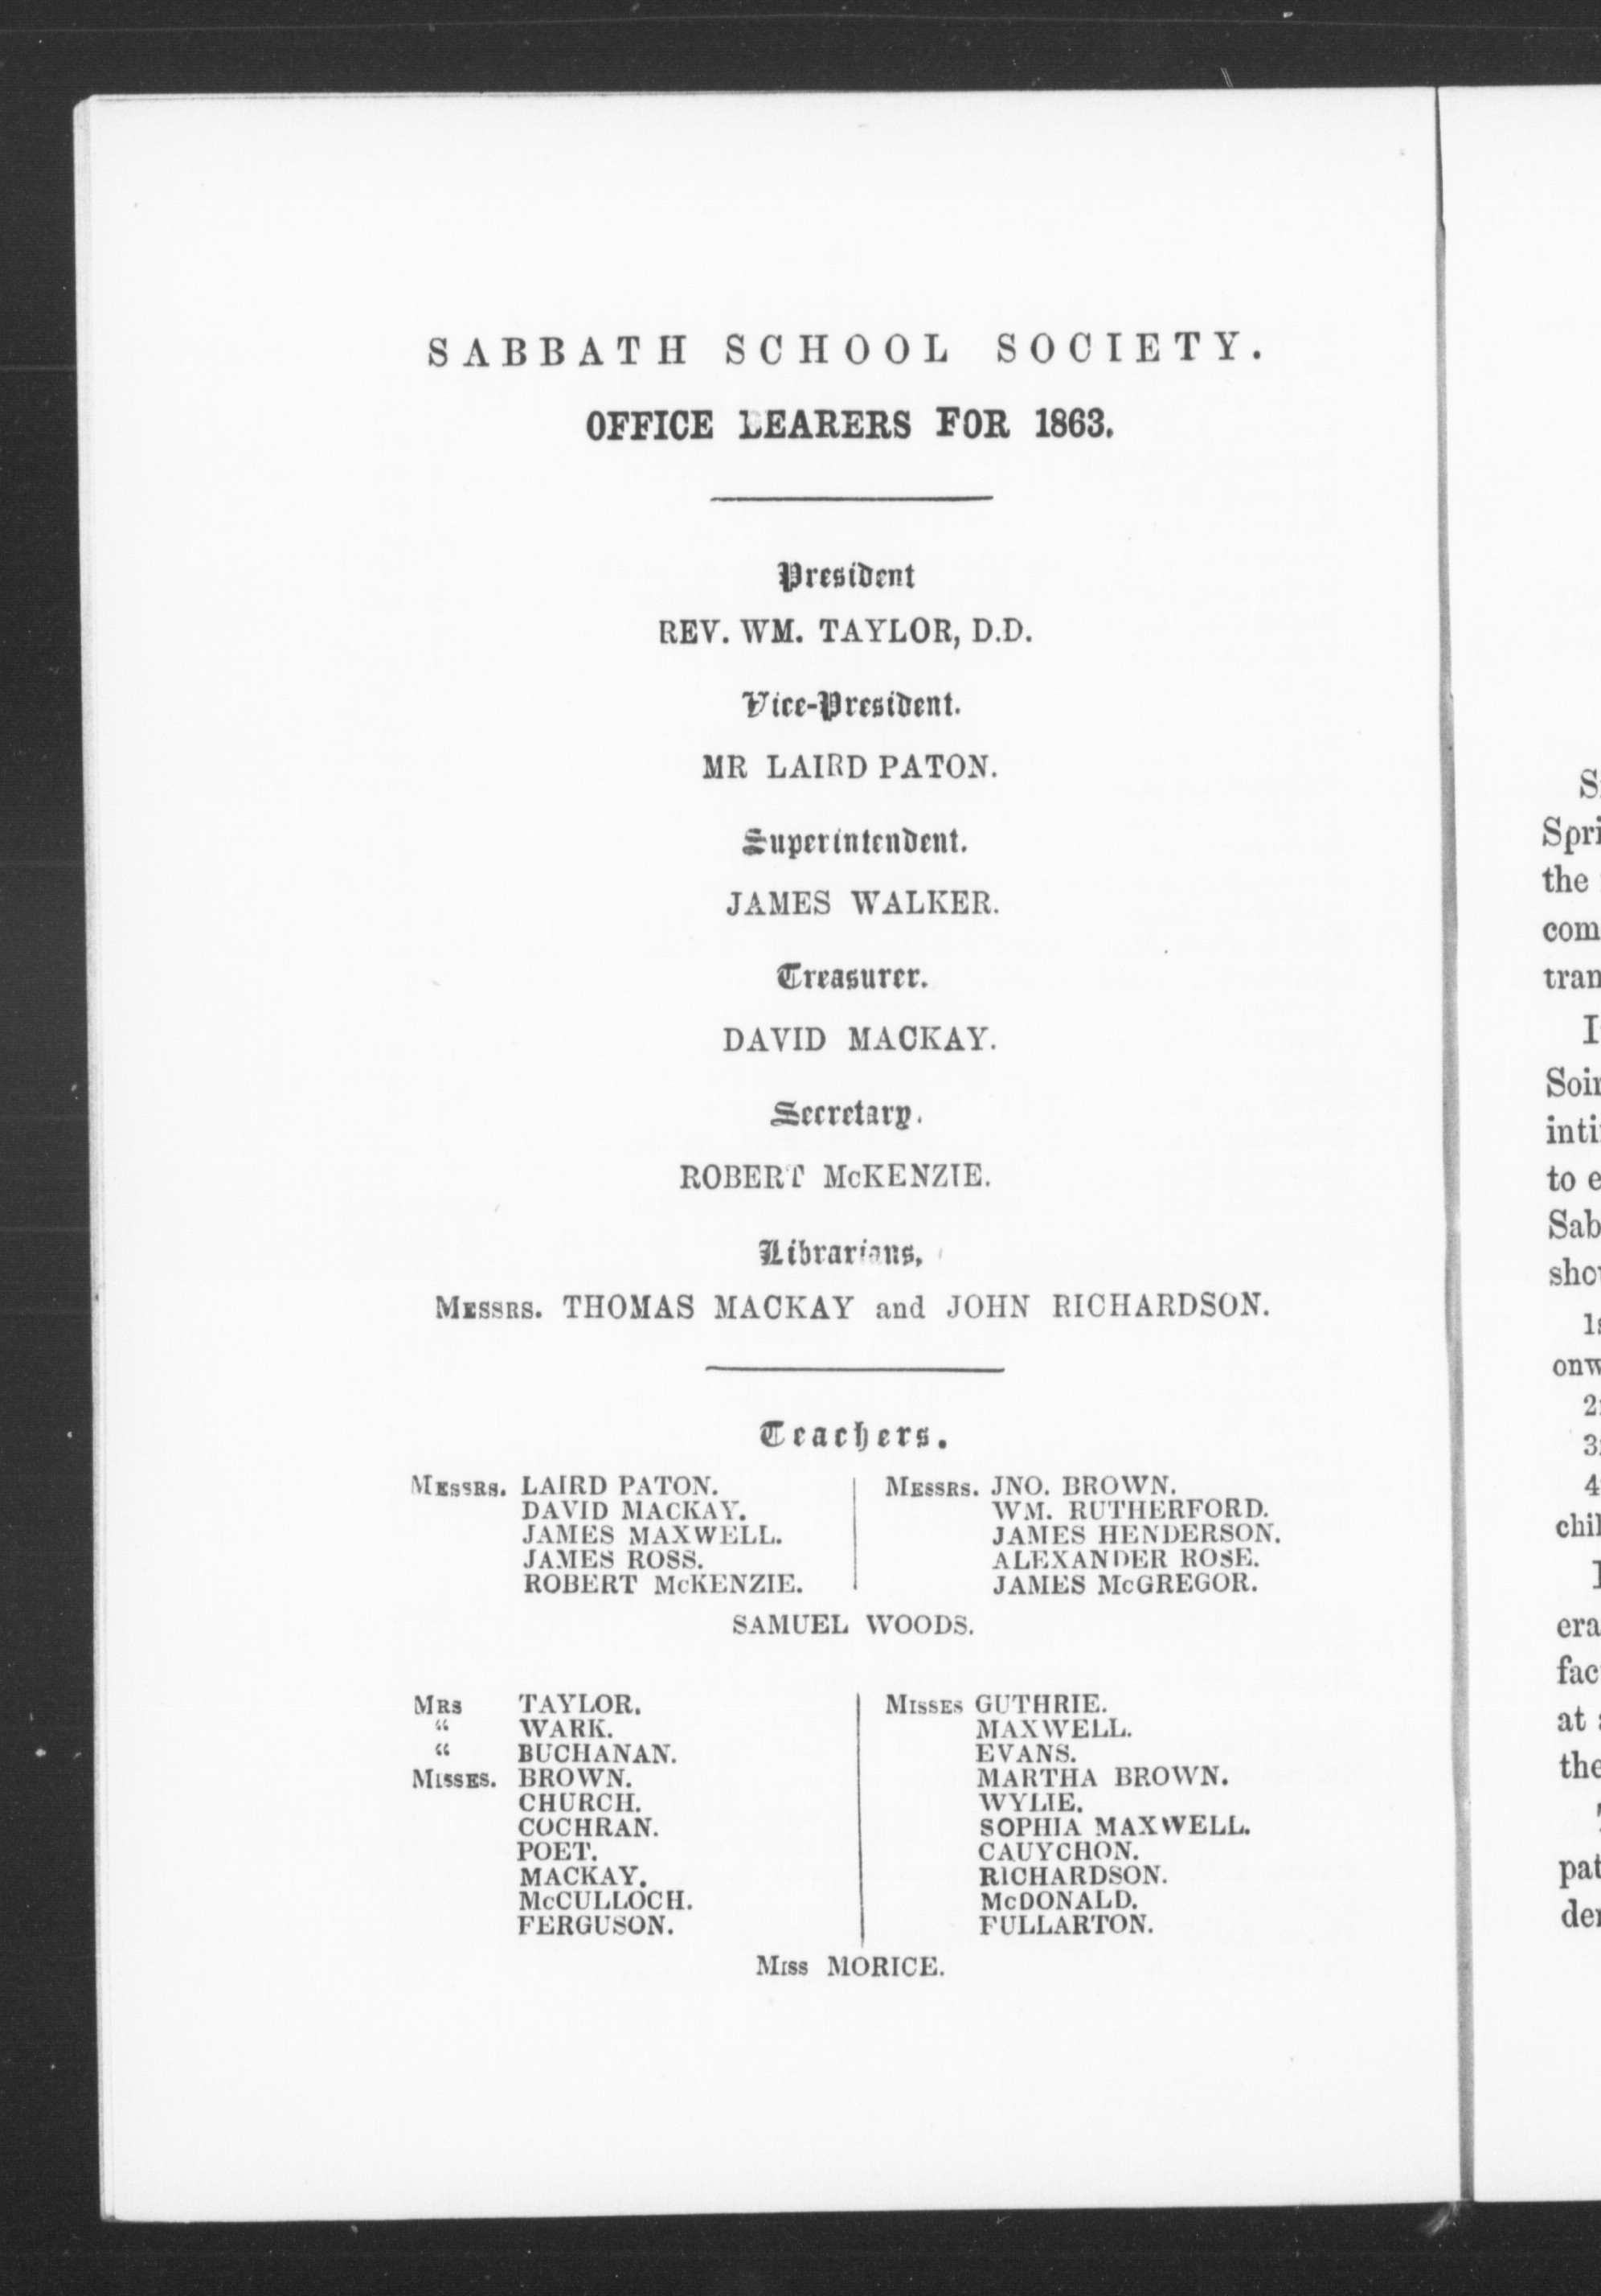 SABBATH SCHOOL SOCIETY.
OFFICE BEARERS FOR 1863.
President
REV. WM. TAYLOR, D.D.
Vice-President.
MR LAIRD PATON.
Superintendent.
JAMES WALKER.
Treasurer.
DAVID MACKAY.
Secretary.
ROBERT McKENZIE.
Librarians,
MESSRS. THOMAS MACKAY and JOHN RICHARDSON.
Teachers.
MESSRS. LAIRD PATON.
DAVID MACKAY.
JAMES MAXWELL.
JAMES ROSS.
ROBERT McKENZIE.
MESSRS. JNO. BROWN.
WM. RUTHERFORD.
JAMES HENDERSON.
ALEXANDER ROSE.
JAMES McGREGOR.
SAMUEL WOODS.
MRS TAYLOR.
“ WARK.
“ BUCHANAN.
MISSES. BROWN.
CHURCH.
COCHRAN.
POET.
MACKAY.
McCULLOCH.
FERGUSON.
MISSES GUTHRIE.
MAXWELL.
EVANS.
MARTHA BROWN.
WYLIE.
SOPHIA MAXWELL.
CAUYCHON.
RICHARDSON.
McDONALD.
FULLARTON.
MISS MORICE.
the
to e
at